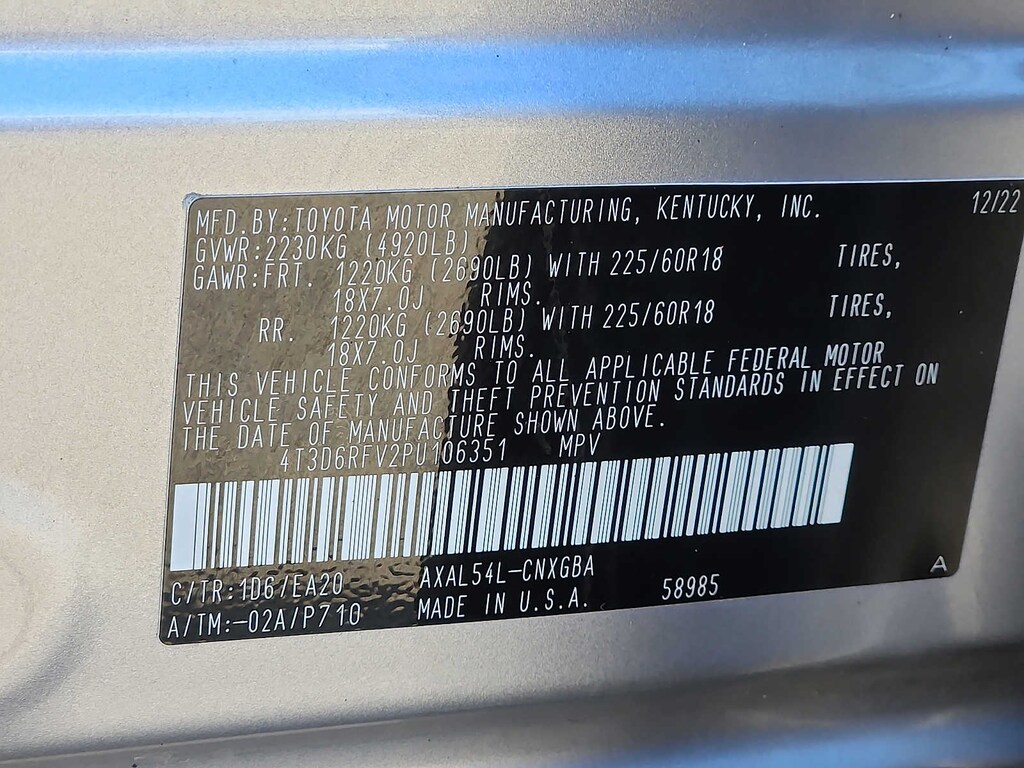 MFD.BY:TOYOTA MOTOR MANUFACTURING, KENTUCKY, INC. 12/22
GVWR:2230KG (4920LB)
GAWR:FRT. 1220KG (2690LB) WITH 225/60R18 TIRES,
18X7.0J RIMS.
RR. 1220KG (2690LB) WITH 225/60R18 TIRES,
18X7.0J RIMS.
THIS VEHICLE CONFORMS TO ALL APPLICABLE FEDERAL MOTOR
VEHICLE SAFETY AND THEFT PREVENTION STANDARDS IN EFFECT ON
THE DATE OF MANUFACTURE SHOWN ABOVE.
4T3D6RFV2PU106351 MPV
C/TR:1D6/EA20 AXAL54L-CNXGBA
A/TM:-02A/P710 MADE IN U.S.A. 58985 A